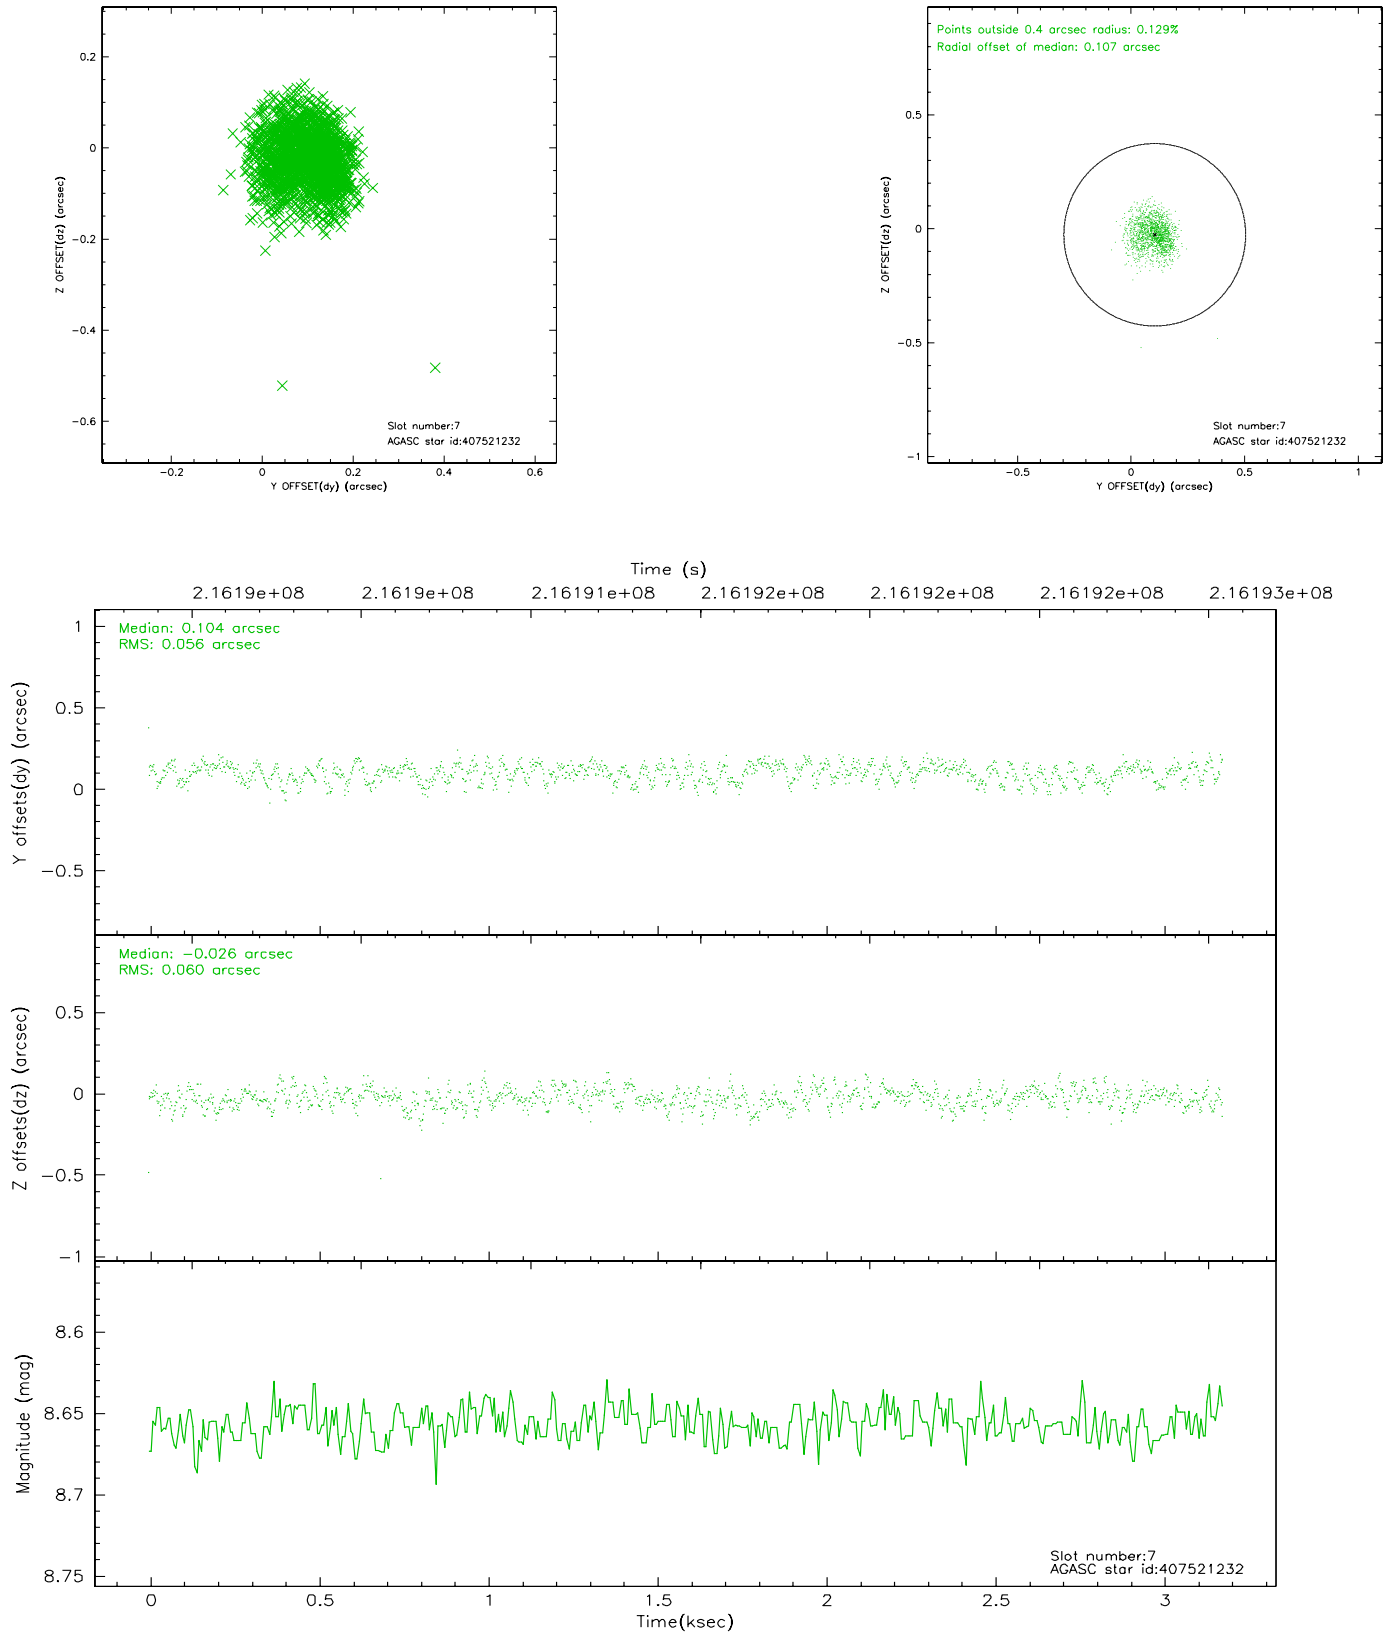 0.2
0
−0.2
−0.4
−0.6
Z OFFSET(dz) (arcsec)
−0.2 0 0.2 0.4 0.6
Y OFFSET(dy) (arcsec)
Slot number:7
AGASC star id:407521232
Points outside 0.4 arcsec radius: 0.129%
Radial offset of median: 0.107 arcsec
0.5
0
−0.5
−1
Z OFFSET(dz) (arcsec)
−0.5 0 0.5 1
Y OFFSET(dy) (arcsec)
Slot number:7
AGASC star id:407521232
Time (s)
2.1619e+08 2.1619e+08 2.16191e+08 2.16192e+08 2.16192e+08 2.16192e+08 2.16193e+08
Median: 0.104 arcsec
RMS: 0.056 arcsec
1
0.5
0
−0.5
Y offsets(dy) (arcsec)
Median: −0.026 arcsec
RMS: 0.060 arcsec
0.5
0
−0.5
−1
Z offsets(dz) (arcsec)
8.6
8.65
8.7
8.75
Magnitude (mag)
Slot number:7
AGASC star id:407521232
0 0.5 1 1.5 2 2.5 3
Time(ksec)